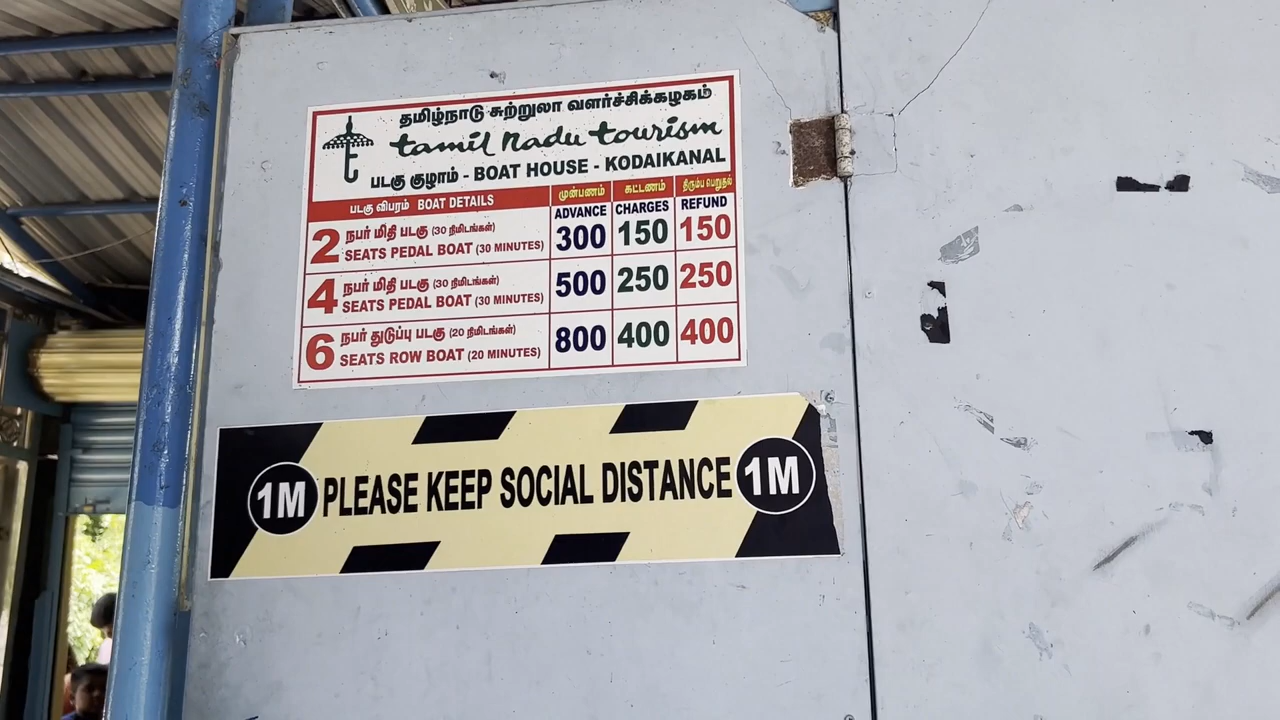 தமிழ்நாடு சுற்றுலா வளர்ச்சிக்கழகம்
tamil nadu tourism
படகு குழாம் - BOAT HOUSE - KODAIKANAL
படகு விபரம் BOAT DETAILS முன்பணம் ADVANCE கட்டணம் CHARGES திரும்ப பெறுதல் REFUND
2 நபர் மிதி படகு (30 நிமிடங்கள்)
SEATS PEDAL BOAT (30 MINUTES) 300 150 150
4 நபர் மிதி படகு (30 நிமிடங்கள்)
SEATS PEDAL BOAT (30 MINUTES) 500 250 250
6 நபர் துடுப்பு படகு (20 நிமிடங்கள்)
SEATS ROW BOAT (20 MINUTES) 800 400 400
1M PLEASE KEEP SOCIAL DISTANCE 1M